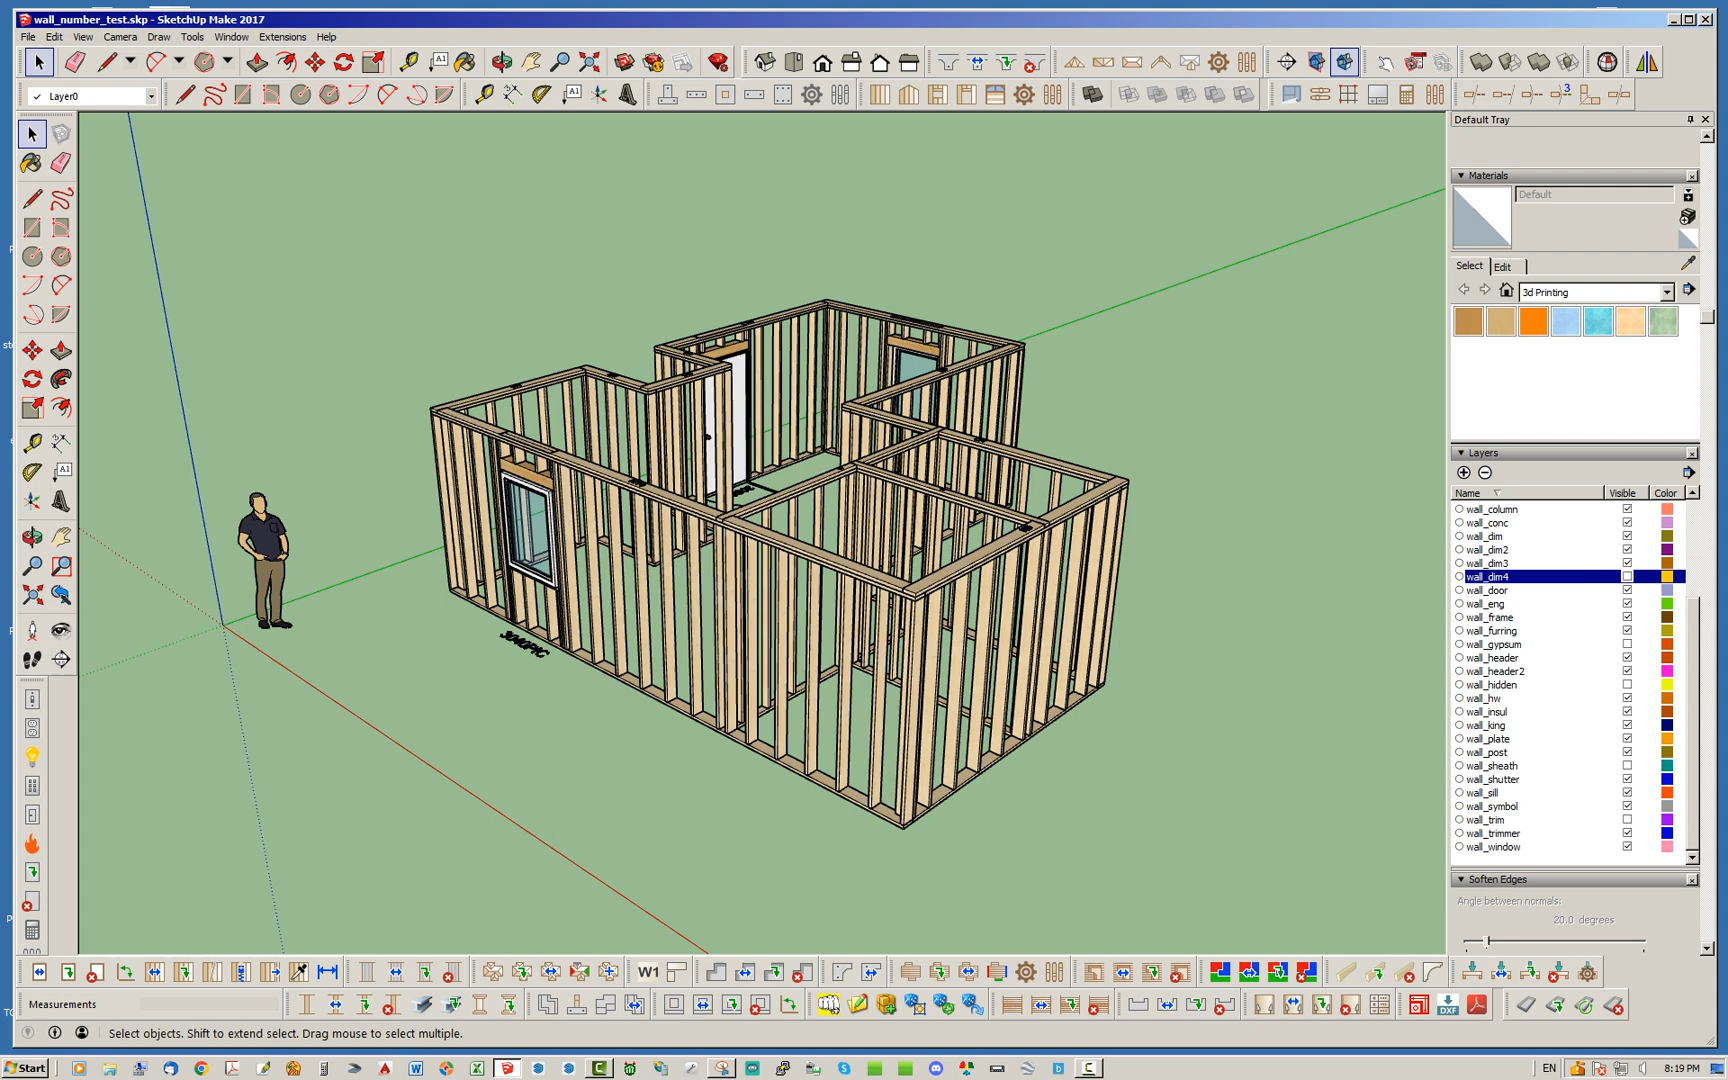 wall_number_test.skp - SketchUp Make 2017
File Edit View Camera Draw Tools Window Extensions Help
Layer0
Default Tray
Materials
Default
Select Edit
3d Printing
Layers
Name Visible Color
wall_column
wall_conc
wall_dim
wall_dim2
wall_dim3
wall_dim4
wall_door
wall_eng
wall_frame
wall_furring
wall_gypsum
wall_header
wall_header2
wall_hidden
wall_hw
wall_insul
wall_king
wall_plate
wall_post
wall_sheath
wall_shutter
wall_sill
wall_symbol
wall_trim
wall_trimmer
wall_window
Soften Edges
Angle between normals:
20.0 degrees
3040PIC
W1
DXF
Measurements
Select objects. Shift to extend select. Drag mouse to select multiple.
Start
EN
8:19 PM